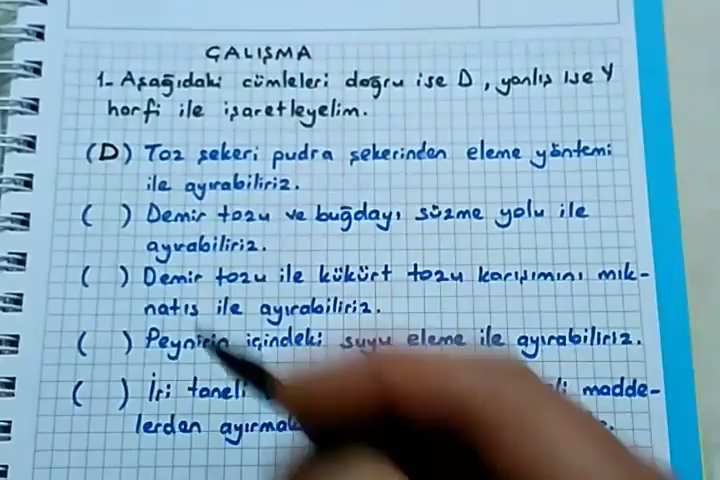 ÇALIŞMA
1- Aşağıdaki cümleleri doğru ise D, yanlış ise Y
harfi ile işaretleyelim.
(D) Toz şekeri pudra şekerinden eleme yöntemi
ile ayırabiliriz.
( ) Demir tozu ve buğdayı süzme yolu ile
ayırabiliriz.
( ) Demir tozu ile kükürt tozu karışımını mık-
natıs ile ayırabiliriz.
( ) Peynirin içindeki suyu eleme ile ayırabiliriz.
( ) İri taneli madde-
lerden